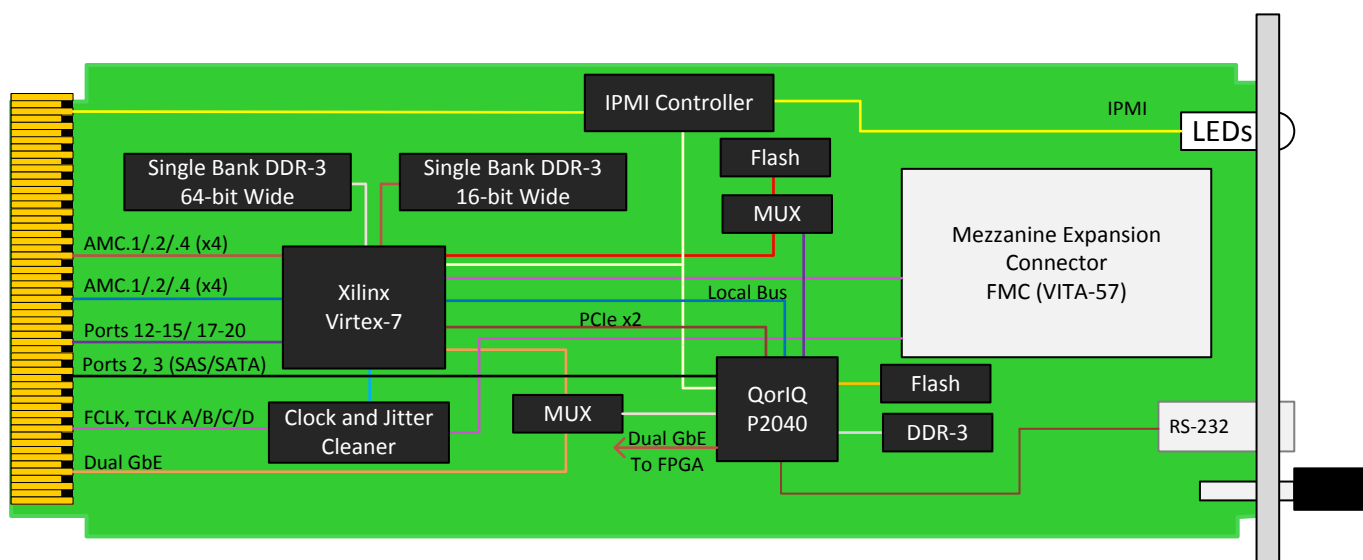 IPMI Controller
IPMI
LEDs
Single Bank DDR-3
64-bit Wide
Single Bank DDR-3
16-bit Wide
Flash
MUX
Mezzanine Expansion
Connector
FMC (VITA-57)
AMC.1/.2/.4 (x4)
Xilinx
Virtex-7
AMC.1/.2/.4 (x4)
Local Bus
PCIe x2
Ports 12-15/ 17-20
Ports 2, 3 (SAS/SATA)
QorIQ
P2040
Flash
FCLK, TCLK A/B/C/D
Clock and Jitter
Cleaner
MUX
DDR-3
RS-232
Dual GbE
To FPGA
Dual GbE